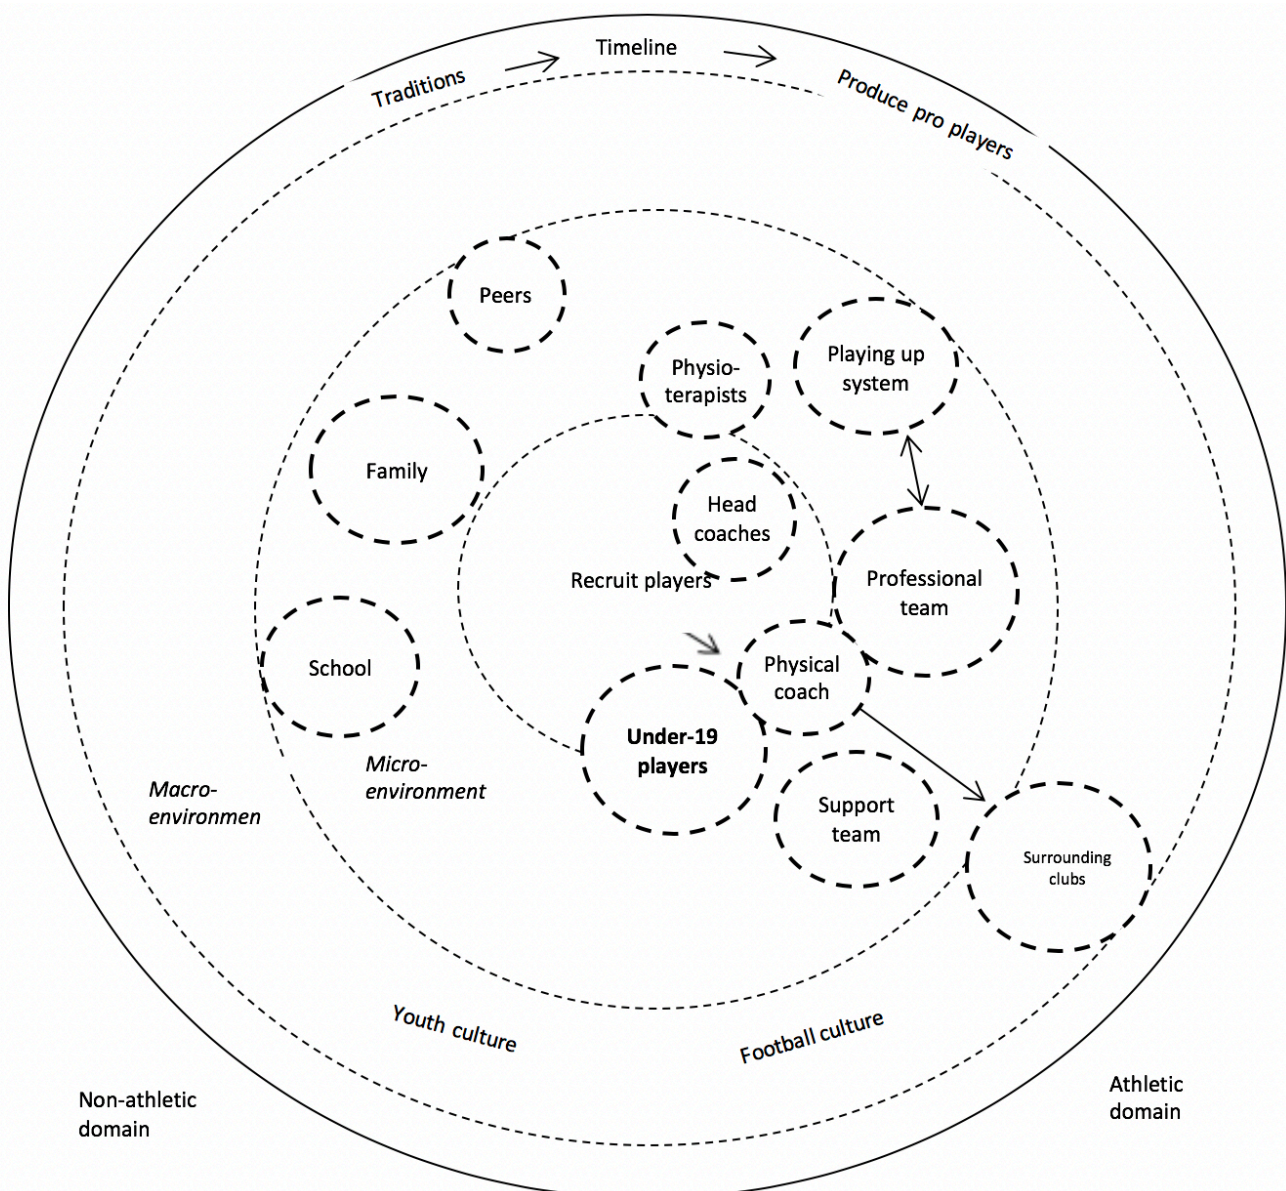 Timeline
Traditions
Produce pro players
Peers
Physio-
terapists
Playing up
system
Family
Head
coaches
Recruit players
Professional
team
School
Physical
coach
Under-19
players
Micro-
environment
Macro-
environmen
Support
team
Surrounding
clubs
Youth culture
Football culture
Non-athletic
domain
Athletic
domain